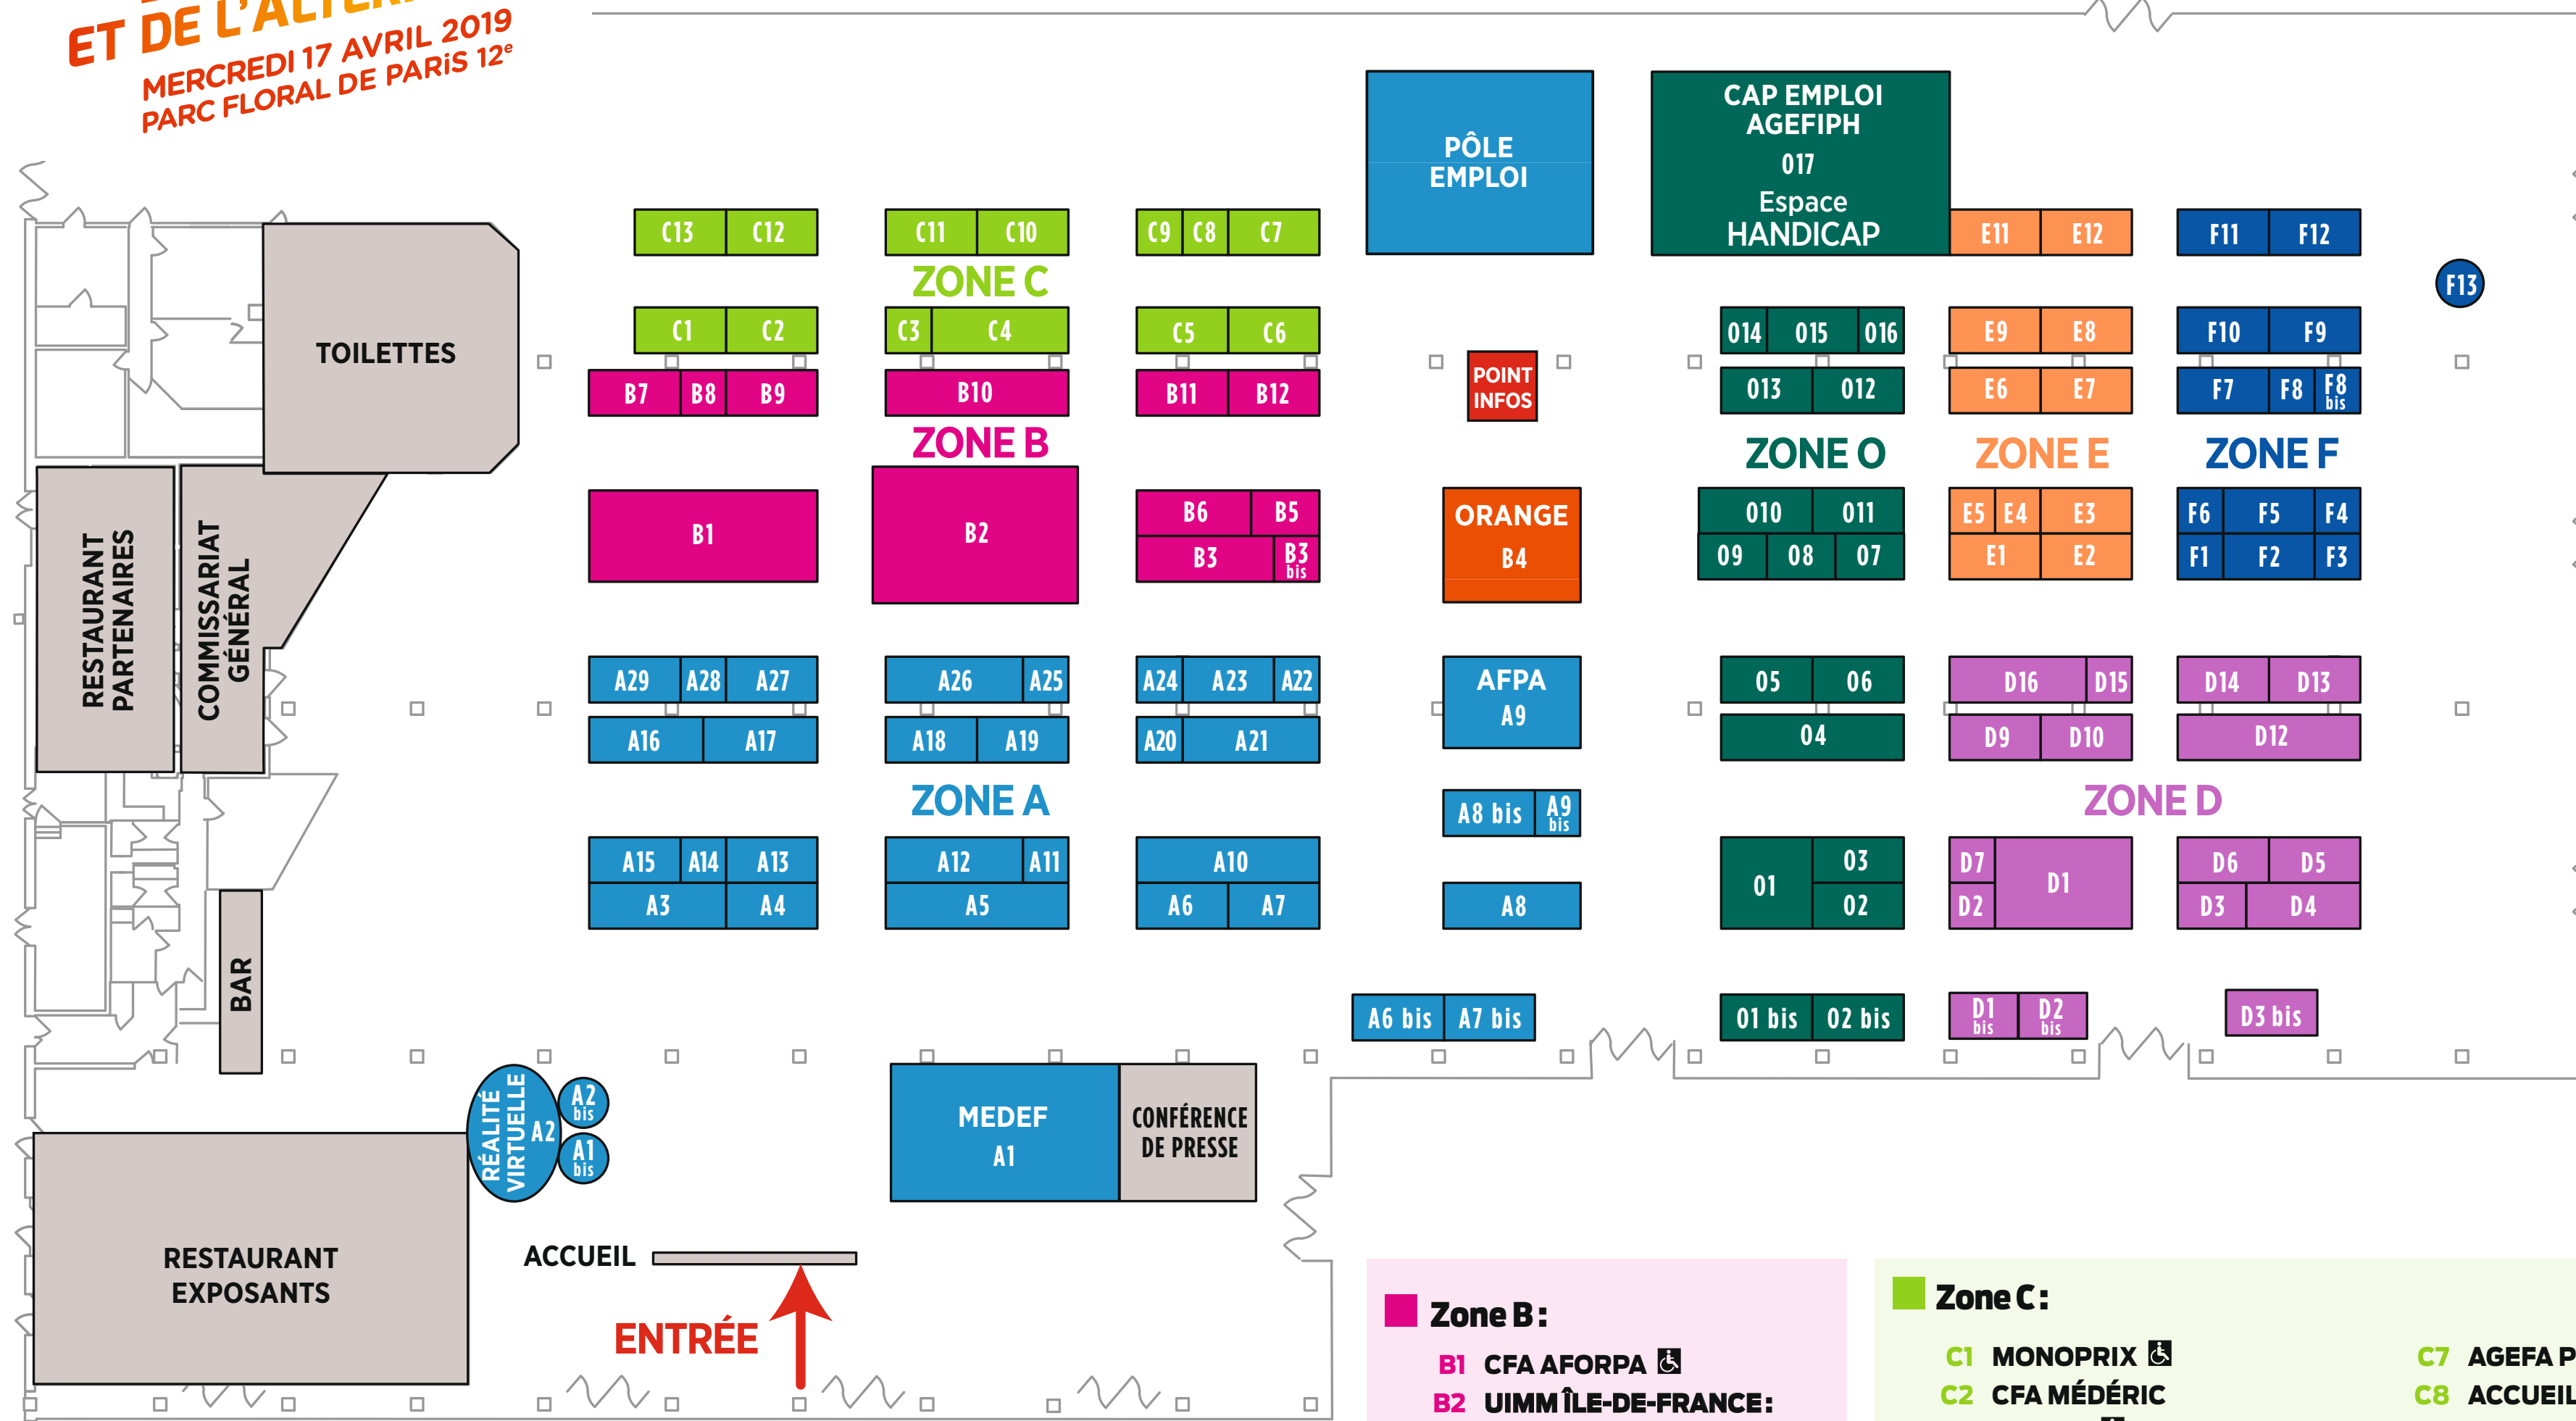 ET DE L'ALTER
MERCREDI 17 AVRIL 2019
PARC FLORAL DE PARiS 12e
PÔLE
EMPLOI
CAP EMPLOI
AGEFIPH
017
Espace
HANDICAP
C13 C12 C11 C10 C9 C8 C7 E11 E12 F11 F12
F13
ZONE C
C1 C2 C3 C4 C5 C6 014 015 016 E9 E8 F10 F9
TOILETTES
POINT
INFOS
B7 B8 B9 B10 B11 B12 013 012 E6 E7 F7 F8 F8 bis
ZONE B ZONE O ZONE E ZONE F
B1 B2 B6 B5 B3 B3 bis
ORANGE
B4
010 011 E5 E4 E3 F6 F5 F4
09 08 07 E1 E2 F1 F2 F3
RESTAURANT
PARTENAIRES
COMMISSARIAT
GÉNÉRAL
A29 A28 A27 A26 A25 A24 A23 A22
AFPA
A9
05 06 D16 D15 D14 D13
A16 A17 A18 A19 A20 A21 04 D9 D10 D12
ZONE A ZONE D
A8 bis A9 bis
A15 A14 A13 A12 A11 A10 01 03 D7 D1 D6 D5
A3 A4 A5 A6 A7 A8 02 D2 D3 D4
BAR
A6 bis A7 bis 01 bis 02 bis D1 bis D2 bis D3 bis
RÉALITÉ
VIRTUELLE
A2
A2 bis
A1 bis
MEDEF
A1
CONFÉRENCE
DE PRESSE
RESTAURANT
EXPOSANTS
ACCUEIL
ENTRÉE
Zone B :
B1 CFA AFORPA
B2 UIMM ÎLE-DE-FRANCE :
Zone C :
C1 MONOPRIX
C2 CFA MÉDÉRIC
C7 AGEFA P
C8 ACCUEIL